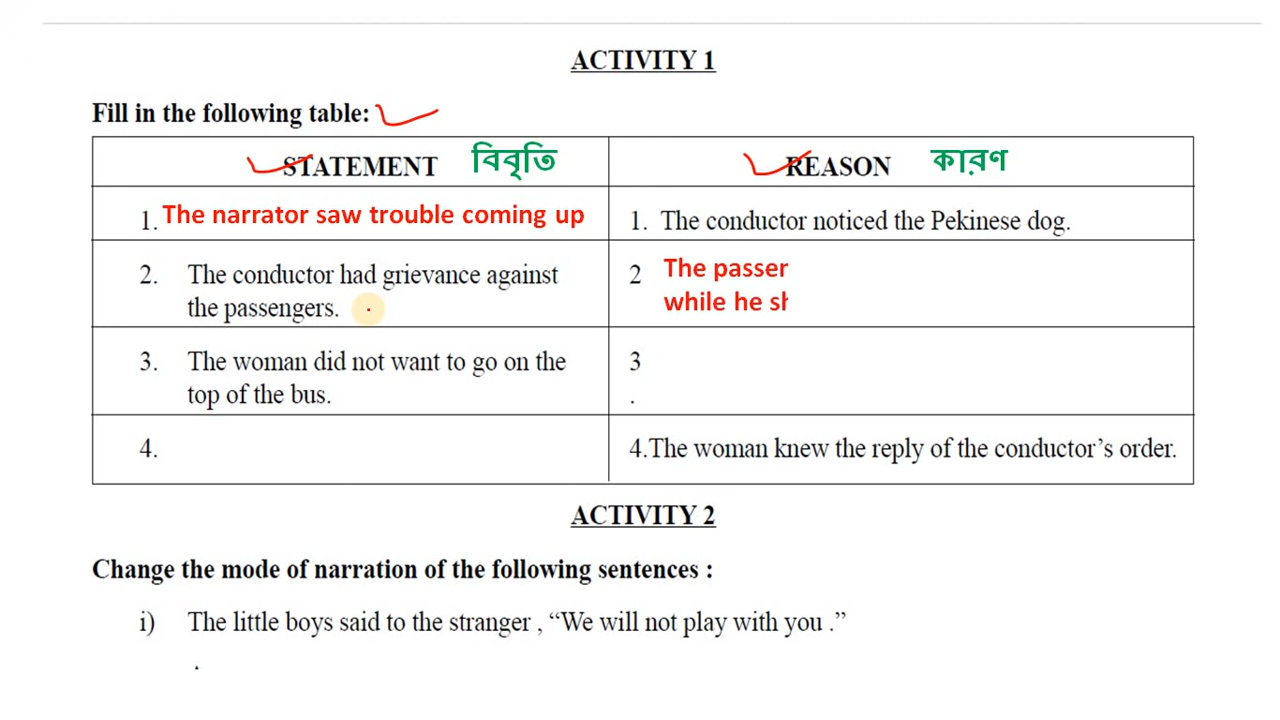 ACTIVITY 1
Fill in the following table:
STATEMENT বিবৃতি
REASON কারণ
1. The narrator saw trouble coming up
1. The conductor noticed the Pekinese dog.
2. The conductor had grievance against
the passengers.
2 The passer
while he sh
3. The woman did not want to go on the
top of the bus.
3
.
4.
4.The woman knew the reply of the conductor's order.
ACTIVITY 2
Change the mode of narration of the following sentences :
i) The little boys said to the stranger , “We will not play with you .”
.